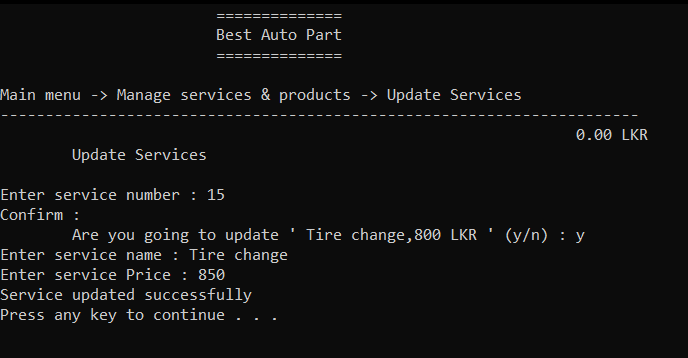 ==============
Best Auto Part
==============
Main menu -> Manage services & products -> Update Services
-----------------------------------------------------------------------
0.00 LKR
Update Services
Enter service number : 15
Confirm :
Are you going to update ' Tire change,800 LKR ' (y/n) : y
Enter service name : Tire change
Enter service Price : 850
Service updated successfully
Press any key to continue . . .